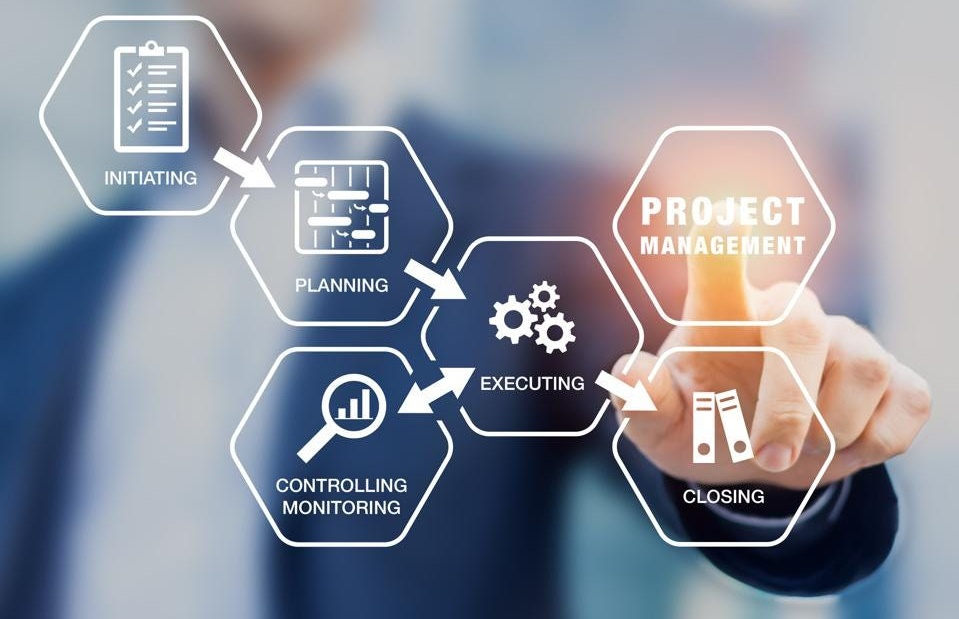 INITIATING
PLANNING
PROJECT
MANAGEMENT
EXECUTING
CONTROLLING
MONITORING
CLOSING